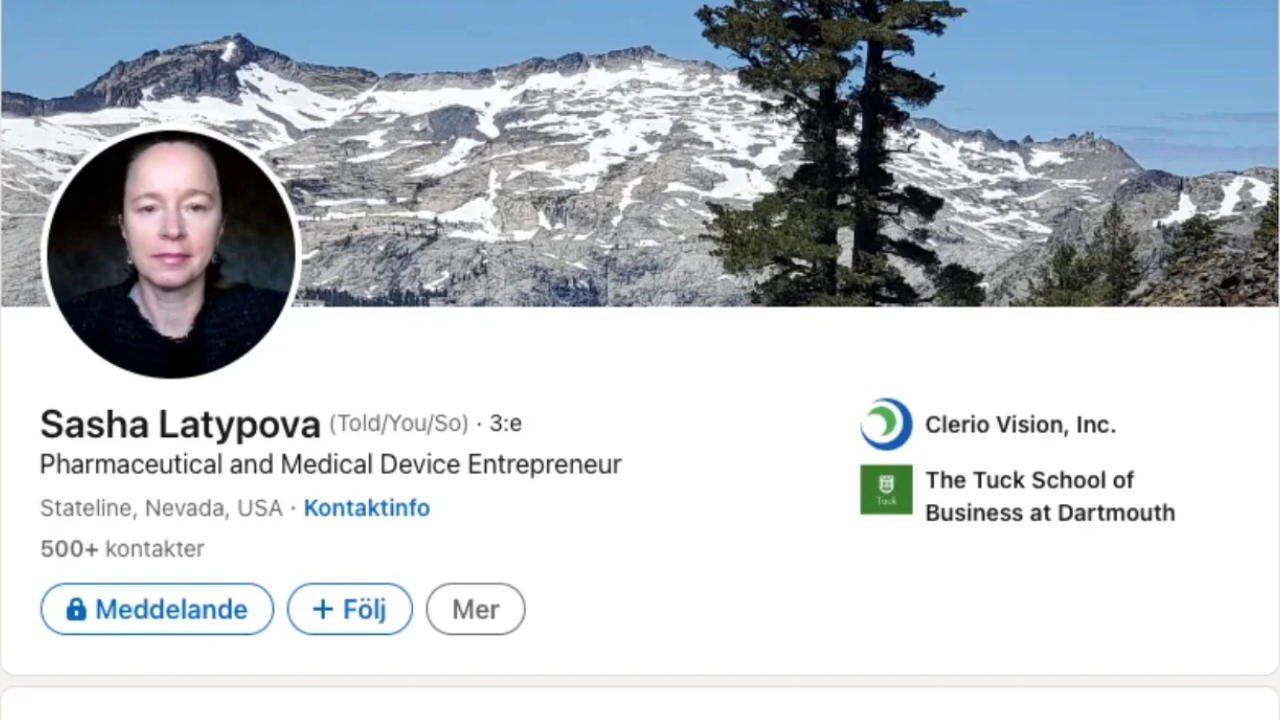 Sasha Latypova (Told/You/So) · 3:e
Pharmaceutical and Medical Device Entrepreneur
Stateline, Nevada, USA · Kontaktinfo
500+ kontakter
Meddelande
+ Följ
Mer
Clerio Vision, Inc.
Tuck
The Tuck School of
Business at Dartmouth